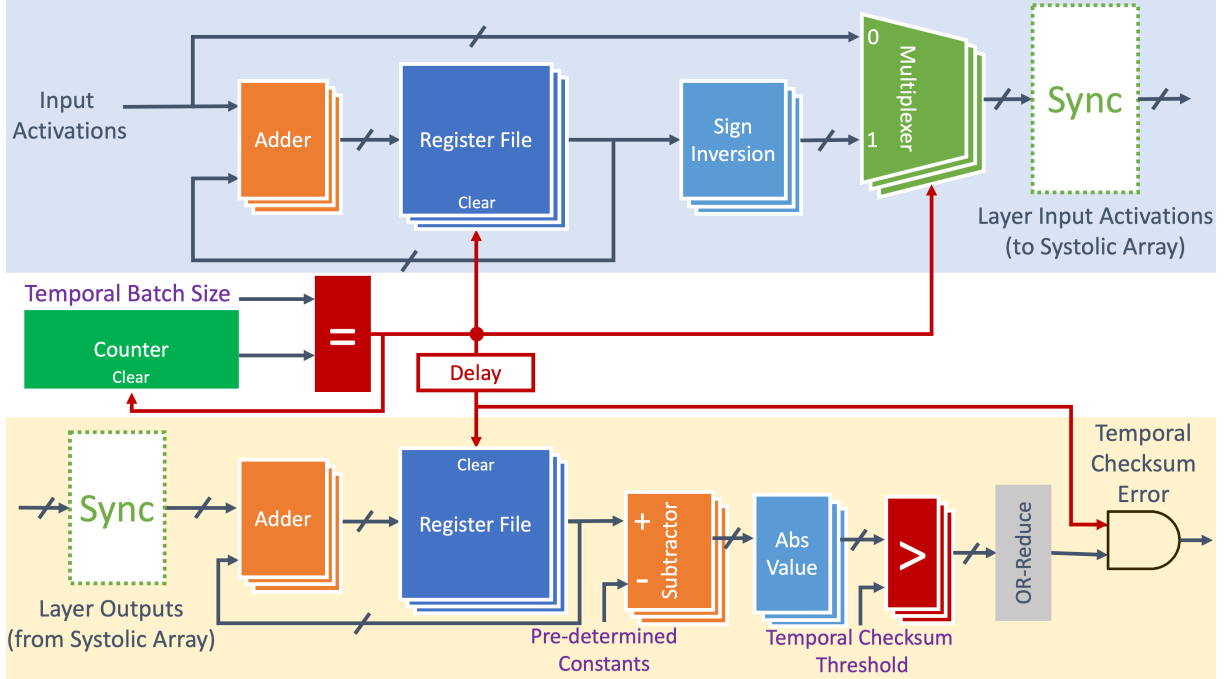 Input
Activations
Adder
Register File
Clear
Sign
Inversion
0
1
Multiplexer
Sync
Layer Input Activations
(to Systolic Array)
Temporal Batch Size
Counter
Clear
=
Delay
Sync
Layer Outputs
(from Systolic Array)
Adder
Clear
Register File
+
-
Subtractor
Pre-determined
Constants
Abs
Value
>
Temporal Checksum
Threshold
OR-Reduce
Temporal
Checksum
Error